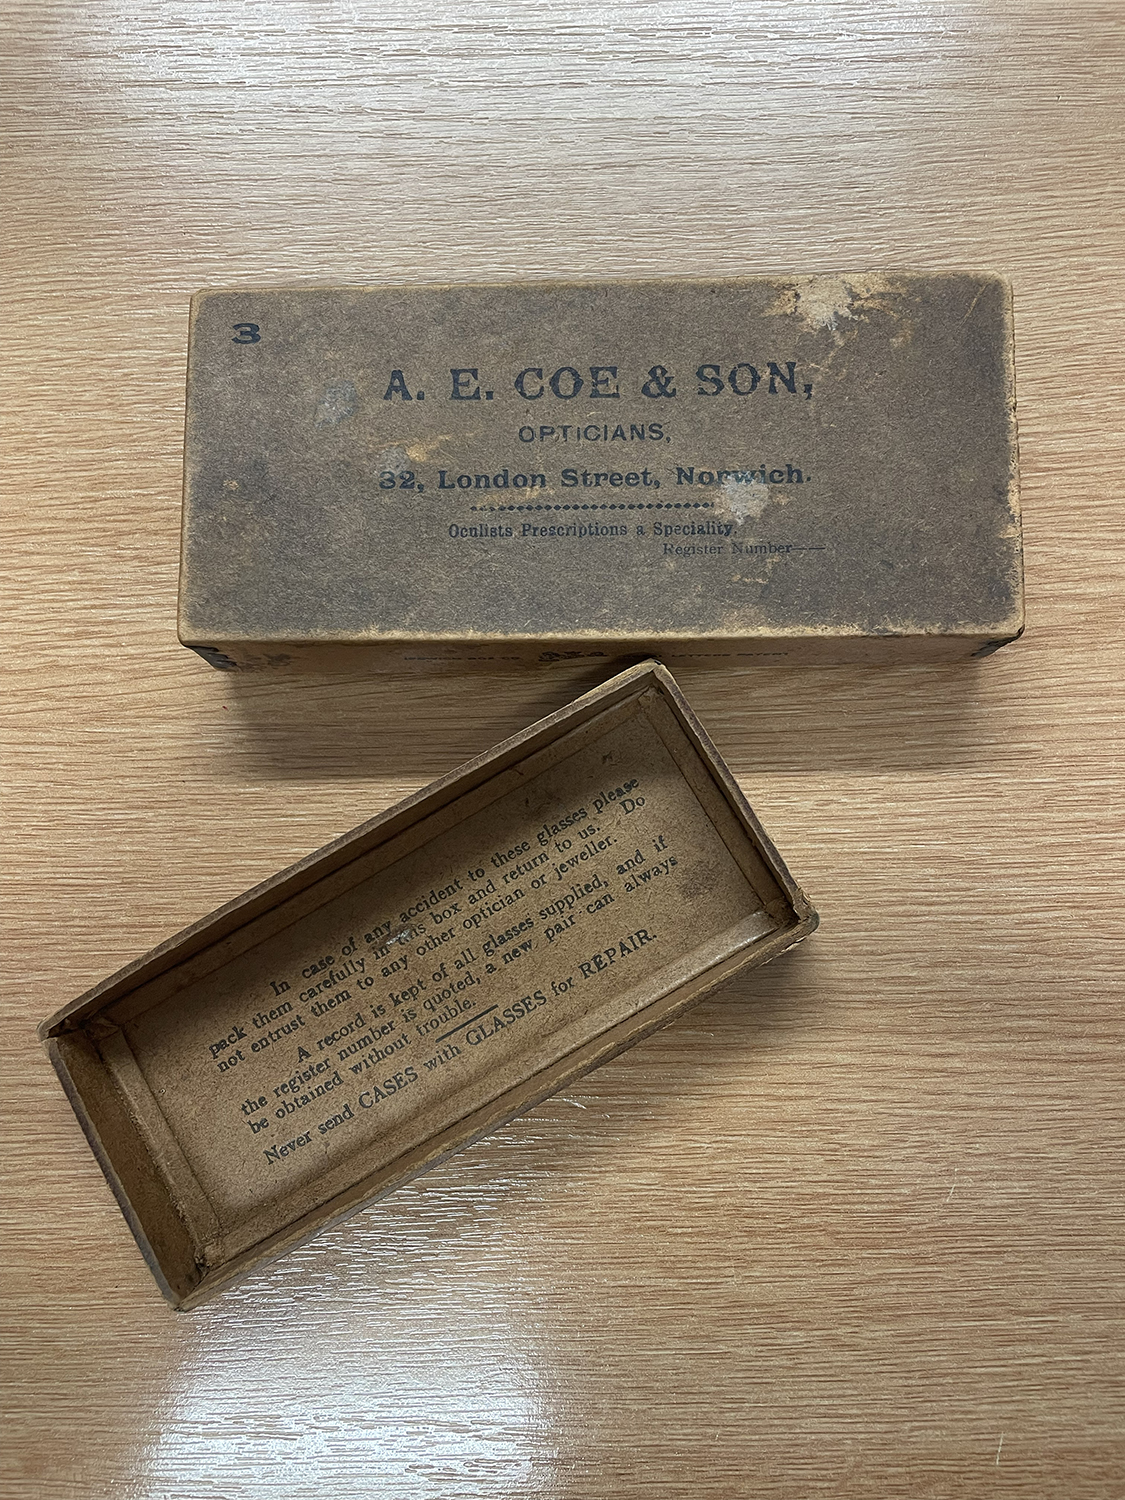 3
A. E. COE & SON,
OPTICIANS,
32, London Street, Norwich.
Oculists Prescriptions a Speciality.
Register Number
In case of any accident to these glasses please
pack them carefully in this box and return to us. Do
not entrust them to any other optician or jeweller.
A record is kept of all glasses supplied, and if
the register number is quoted, a new pair can always
be obtained without trouble.
Never send CASES with GLASSES for REPAIR.